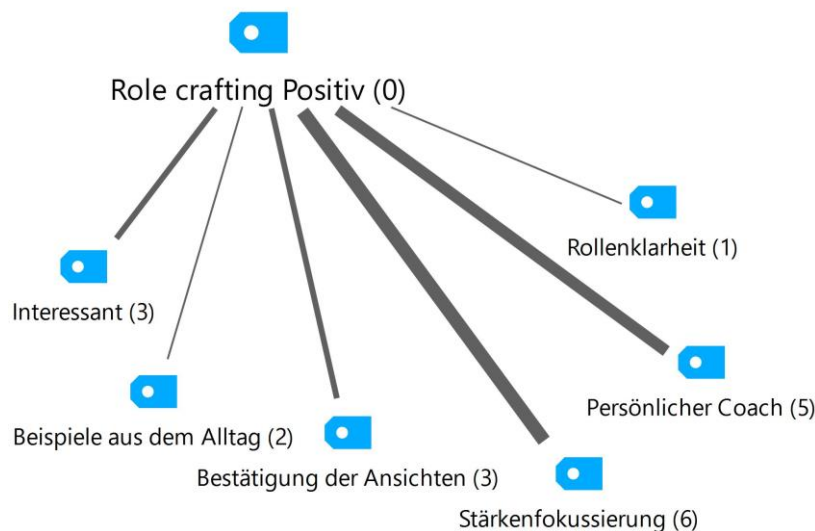 Role crafting Positiv (0)
Rollenklarheit (1)
Interessant (3)
Persönlicher Coach (5)
Beispiele aus dem Alltag (2)
Bestätigung der Ansichten (3)
Stärkenfokussierung (6)